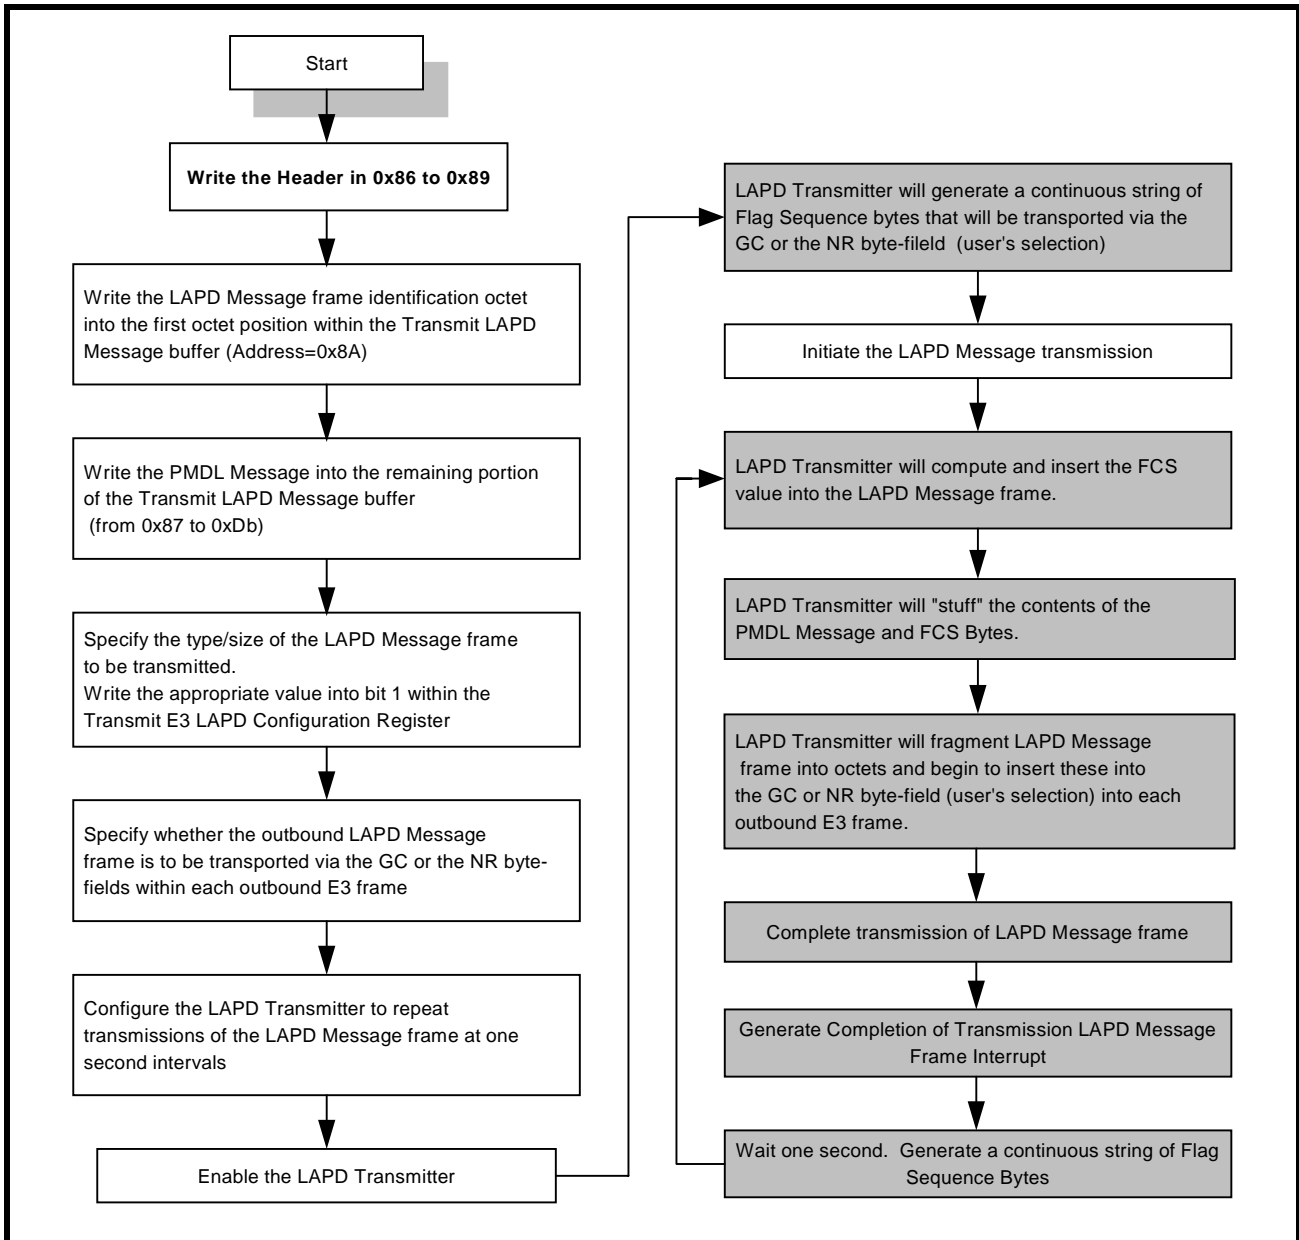 Start
Write the Header in 0x86 to 0x89
Write the LAPD Message frame identification octet
into the first octet position within the Transmit LAPD
Message buffer (Address=0x8A)
Write the PMDL Message into the remaining portion
of the Transmit LAPD Message buffer
(from 0x87 to 0xDb)
Specify the type/size of the LAPD Message frame
to be transmitted.
Write the appropriate value into bit 1 within the
Transmit E3 LAPD Configuration Register
Specify whether the outbound LAPD Message
frame is to be transported via the GC or the NR byte-
fields within each outbound E3 frame
Configure the LAPD Transmitter to repeat
transmissions of the LAPD Message frame at one
second intervals
Enable the LAPD Transmitter
LAPD Transmitter will generate a continuous string of
Flag Sequence bytes that will be transported via the
GC or the NR byte-fileld (user's selection)
Initiate the LAPD Message transmission
LAPD Transmitter will compute and insert the FCS
value into the LAPD Message frame.
LAPD Transmitter will "stuff" the contents of the
PMDL Message and FCS Bytes.
LAPD Transmitter will fragment LAPD Message
frame into octets and begin to insert these into
the GC or NR byte-field (user's selection) into each
outbound E3 frame.
Complete transmission of LAPD Message frame
Generate Completion of Transmission LAPD Message
Frame Interrupt
Wait one second. Generate a continuous string of Flag
Sequence Bytes